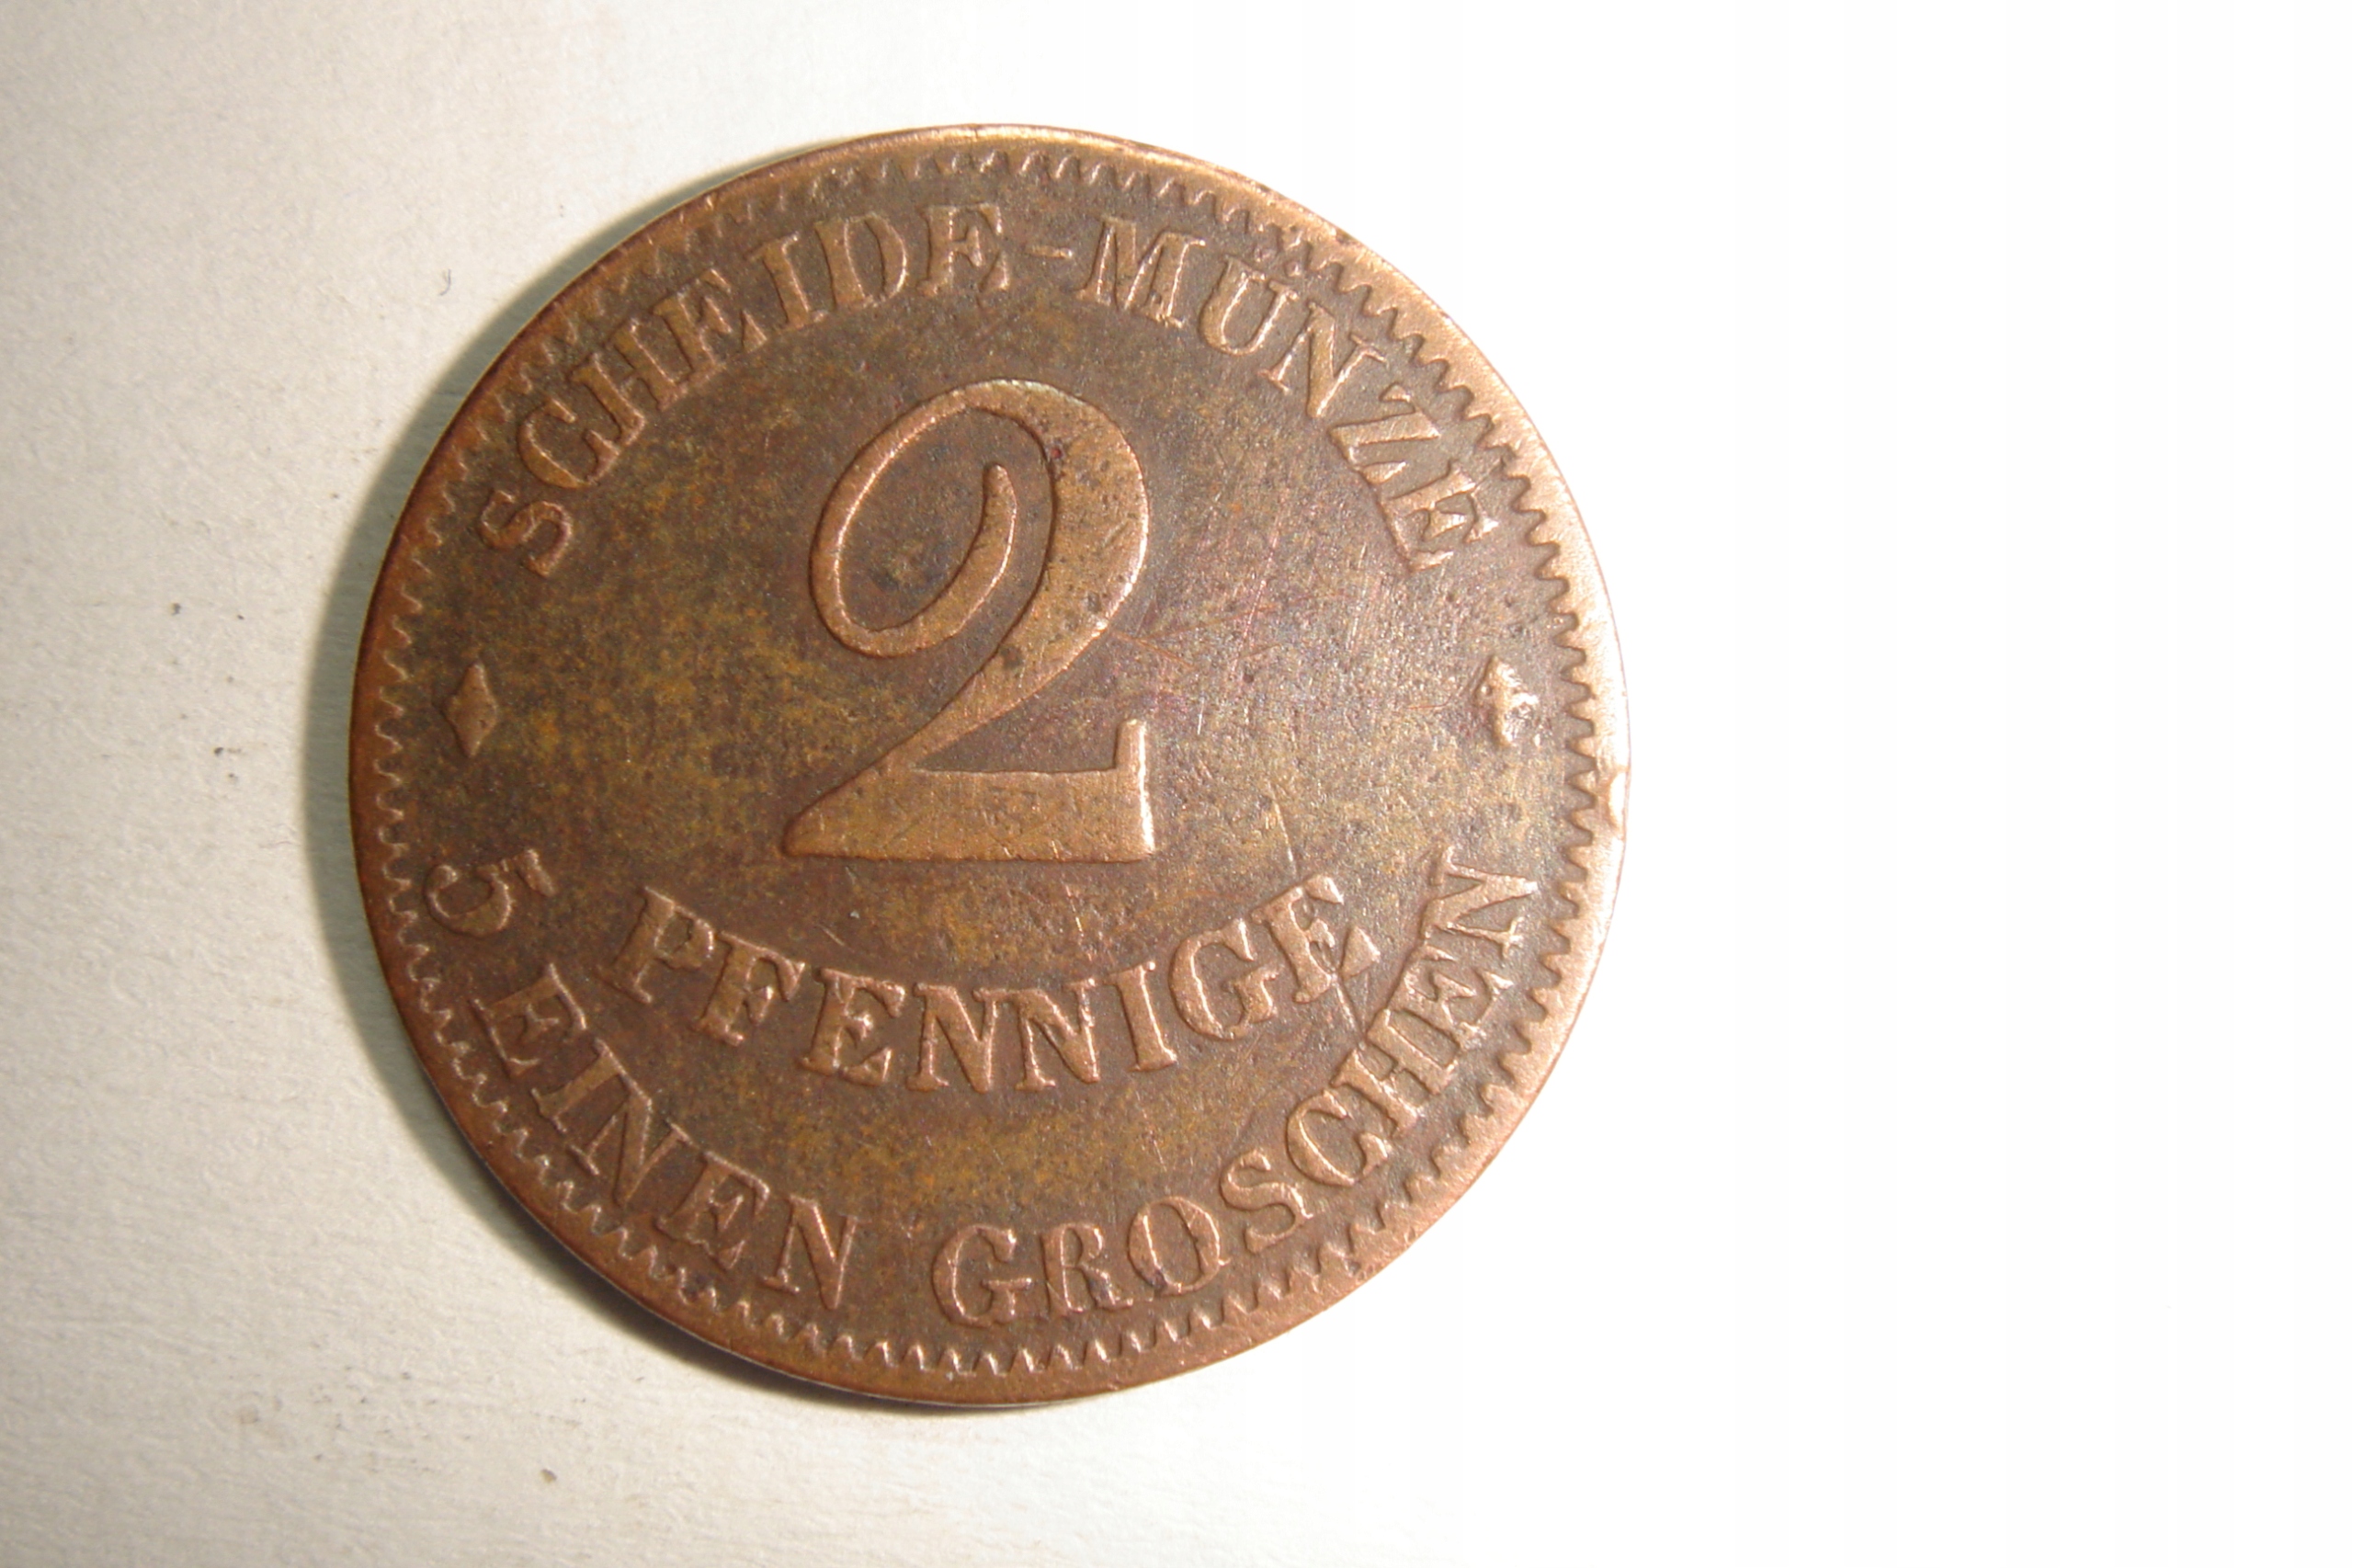 SCHEIDE-MÜNZE
2
PFENNIGE
5 EINEN GROSCHEN